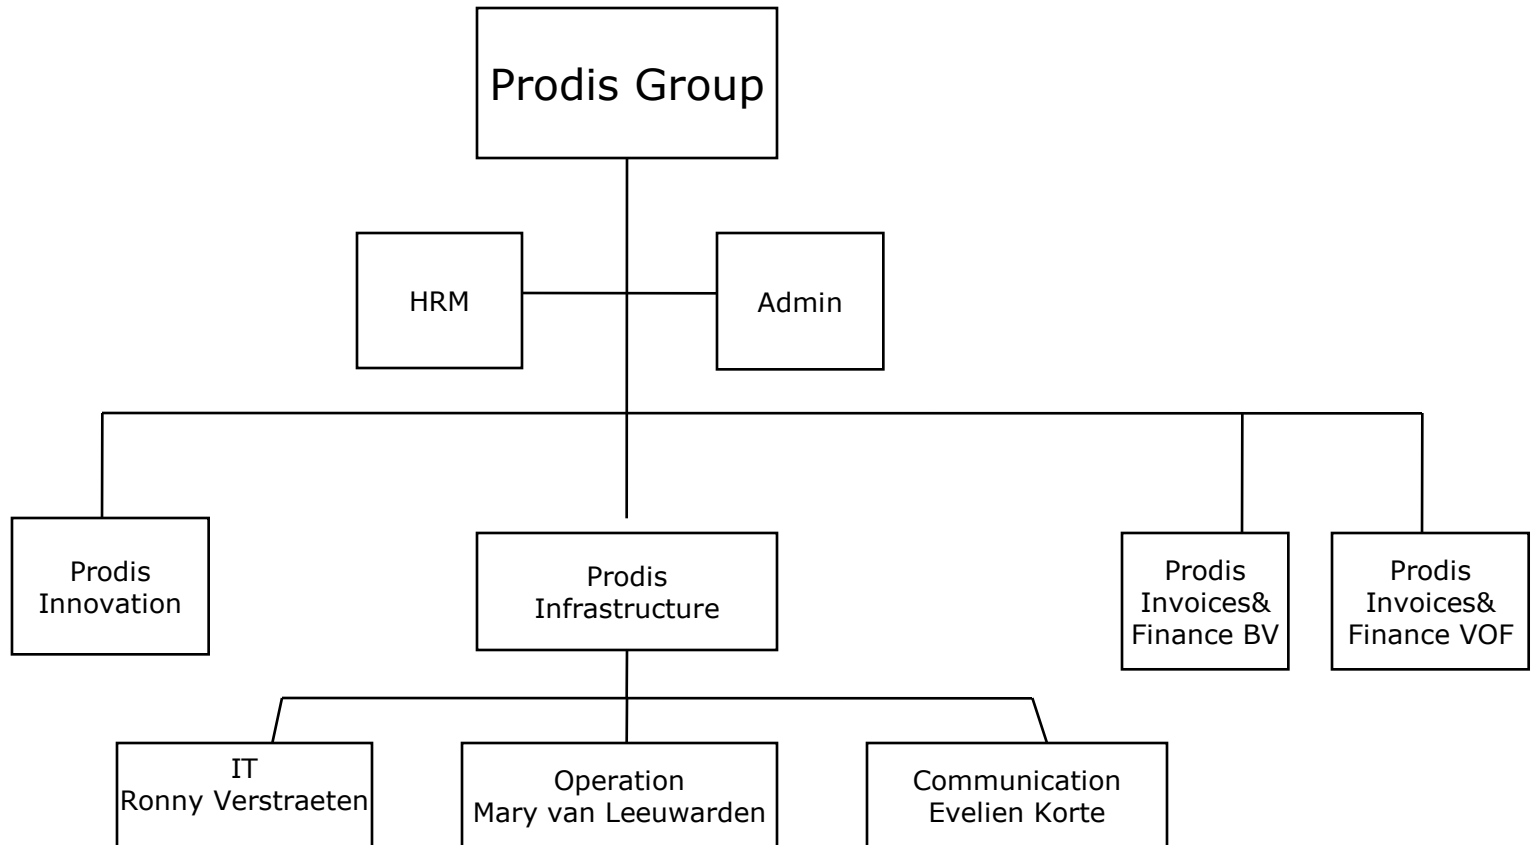 Prodis Group
HRM
Admin
Prodis
Innovation
Prodis
Infrastructure
Prodis
Invoices&
Finance BV
Prodis
Invoices&
Finance VOF
IT
Ronny Verstraeten
Operation
Mary van Leeuwarden
Communication
Evelien Korte